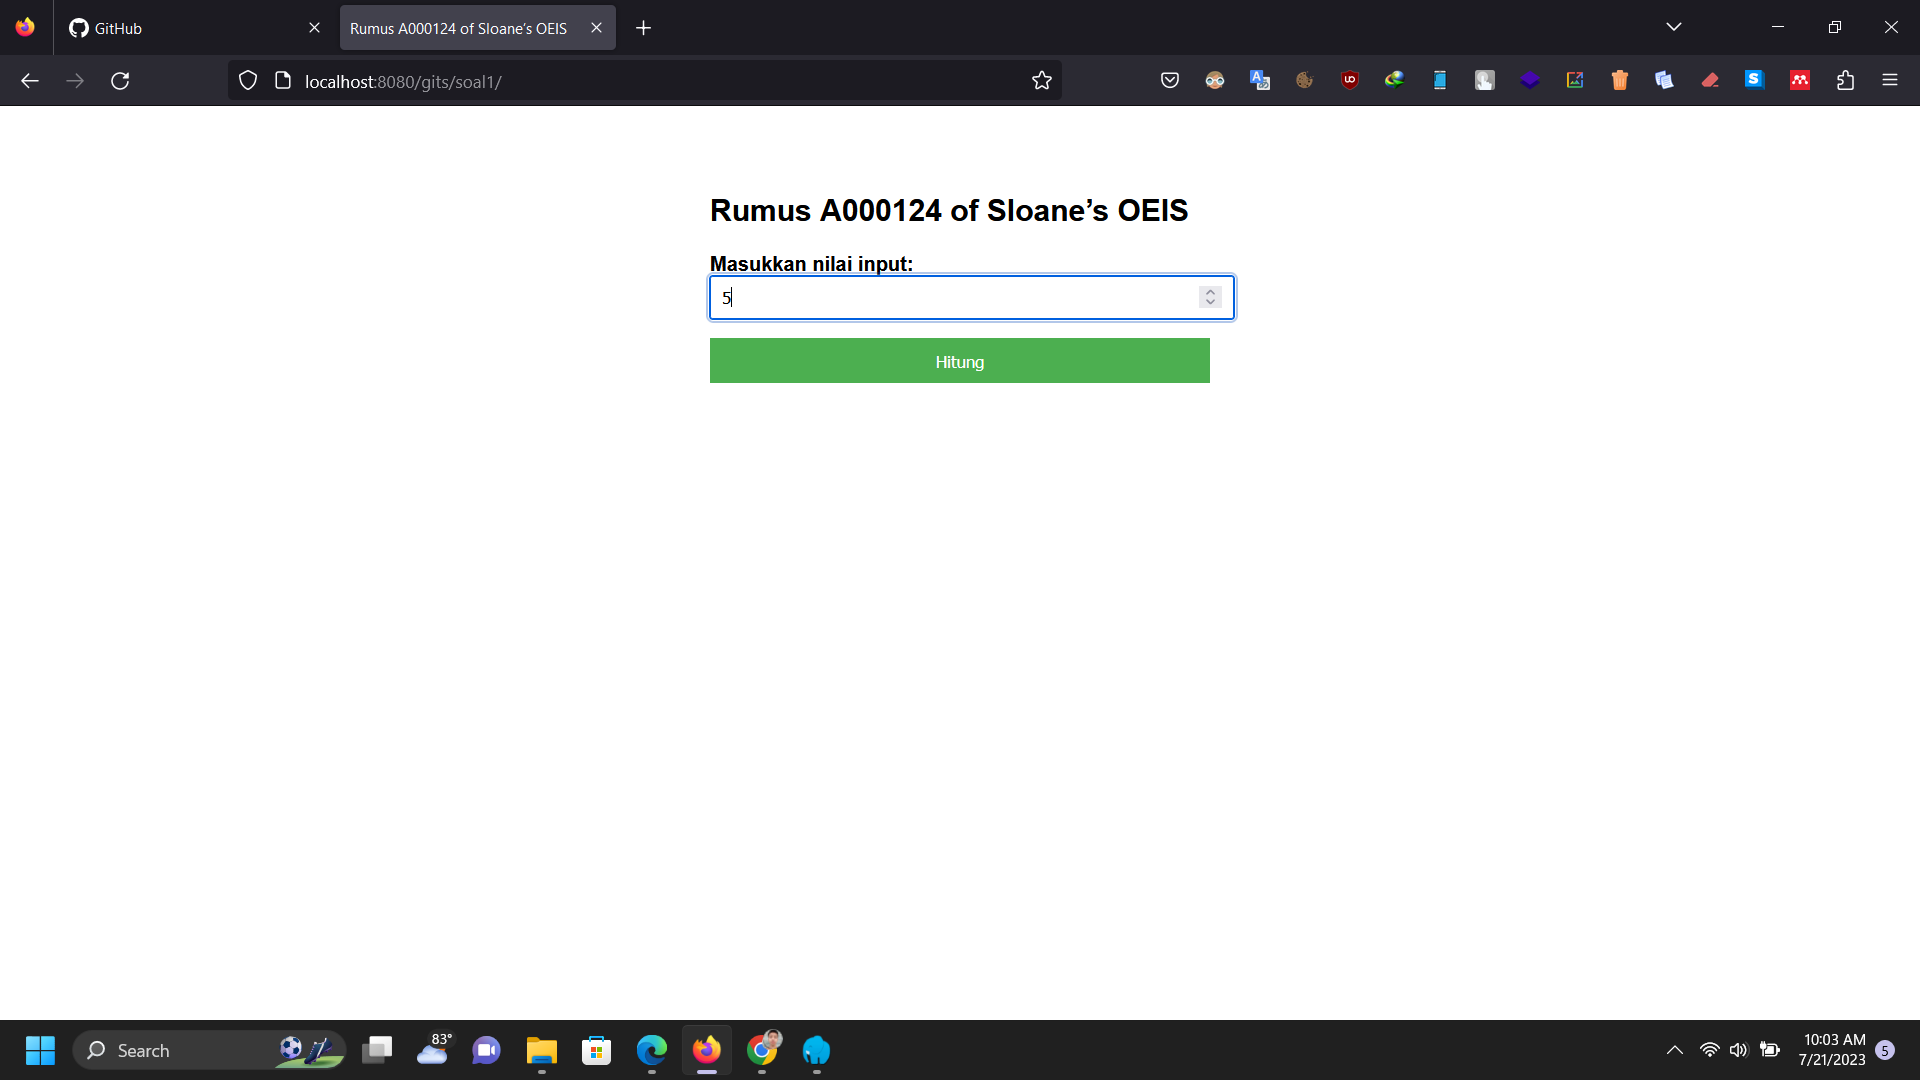 GitHub
Rumus A000124 of Sloane’s OEIS
localhost:8080/gits/soal1/
Rumus A000124 of Sloane’s OEIS
Masukkan nilai input:
5
Hitung
Search
83°
10:03 AM
7/21/2023
5